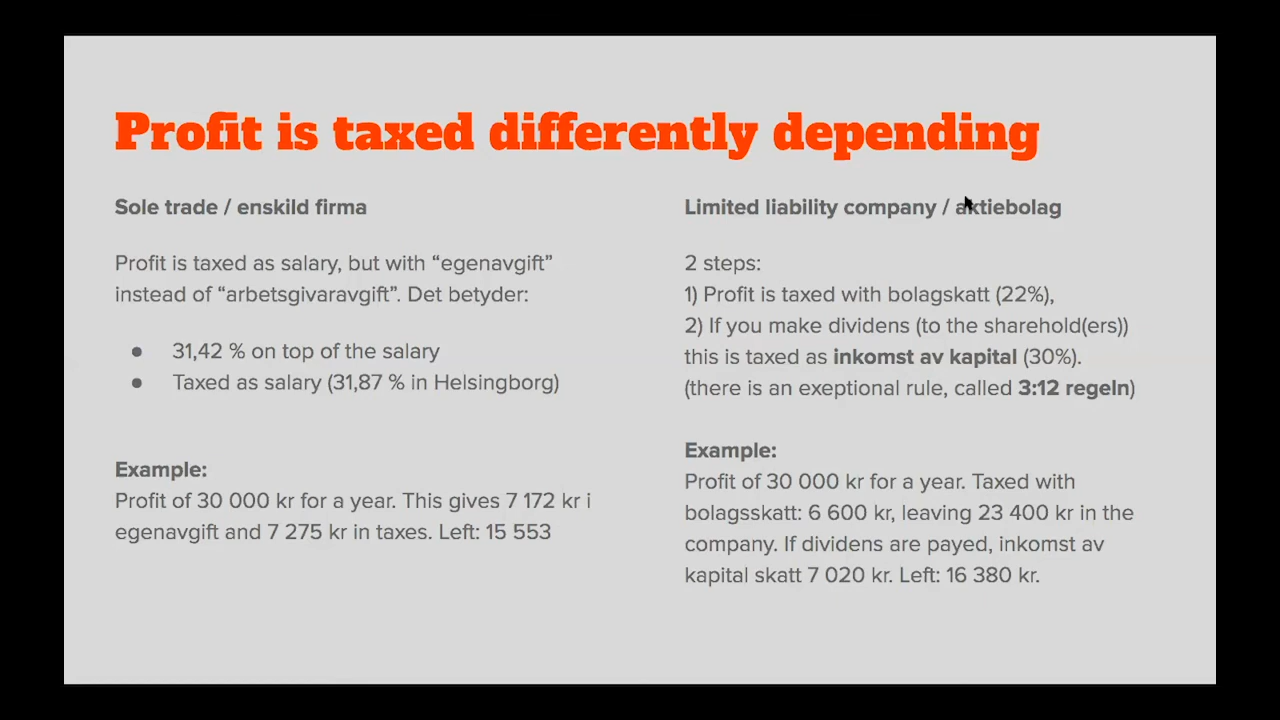 Profit is taxed differently depending
Sole trade / enskild firma
Profit is taxed as salary, but with “egenavgift”
instead of “arbetsgivaravgift”. Det betyder:
● 31,42 % on top of the salary
● Taxed as salary (31,87 % in Helsingborg)
Example:
Profit of 30 000 kr for a year. This gives 7 172 kr i
egenavgift and 7 275 kr in taxes. Left: 15 553
Limited liability company / aktiebolag
2 steps:
1) Profit is taxed with bolagskatt (22%),
2) If you make dividens (to the sharehold(ers))
this is taxed as inkomst av kapital (30%).
(there is an exeptional rule, called 3:12 regeln)
Example:
Profit of 30 000 kr for a year. Taxed with
bolagsskatt: 6 600 kr, leaving 23 400 kr in the
company. If dividens are payed, inkomst av
kapital skatt 7 020 kr. Left: 16 380 kr.